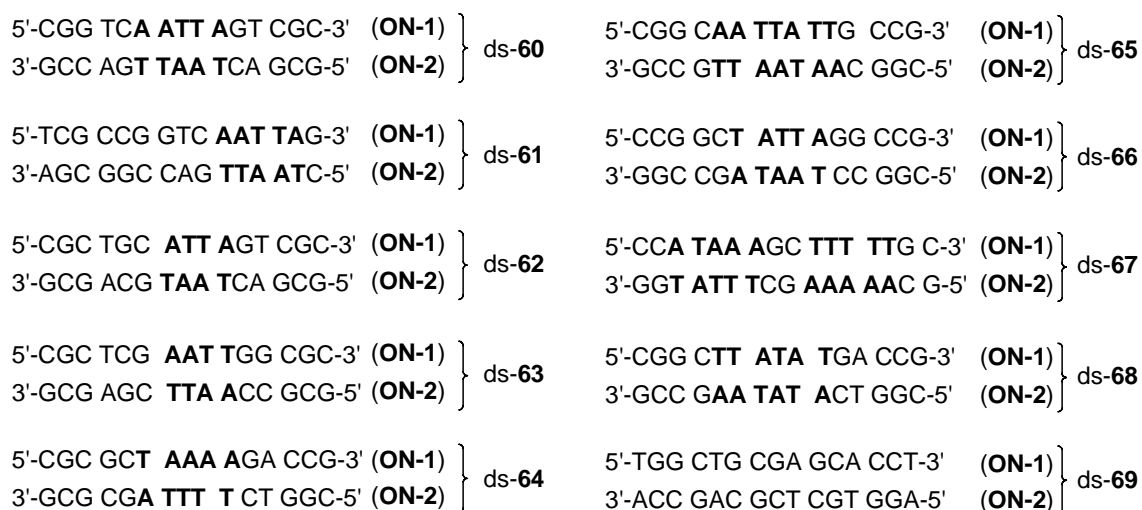 5'-CGG TCA ATT AGT CGC-3' (ON-1)
3'-GCC AGT TAA TCA GCG-5' (ON-2)
ds-60
5'-TCG CCG GTC AAT TAG-3' (ON-1)
3'-AGC GGC CAG TTA ATC-5' (ON-2)
ds-61
5'-CGC TGC ATT AGT CGC-3' (ON-1)
3'-GCG ACG TAA TCA GCG-5' (ON-2)
ds-62
5'-CGC TCG AAT TGG CGC-3' (ON-1)
3'-GCG AGC TTA ACC GCG-5' (ON-2)
ds-63
5'-CGC GCT AAA AGA CCG-3' (ON-1)
3'-GCG CGA TTT T CT GGC-5' (ON-2)
ds-64
5'-CGG CAA TTA TTG CCG-3' (ON-1)
3'-GCC GTT AAT AAC GGC-5' (ON-2)
ds-65
5'-CCG GCT ATT AGG CCG-3' (ON-1)
3'-GGC CGA TAA T CC GGC-5' (ON-2)
ds-66
5'-CCA TAA AGC TTT TTG C-3' (ON-1)
3'-GGT ATT TCG AAA AAC G-5' (ON-2)
ds-67
5'-CGG CTT ATA TGA CCG-3' (ON-1)
3'-GCC GAA TAT ACT GGC-5' (ON-2)
ds-68
5'-TGG CTG CGA GCA CCT-3' (ON-1)
3'-ACC GAC GCT CGT GGA-5' (ON-2)
ds-69